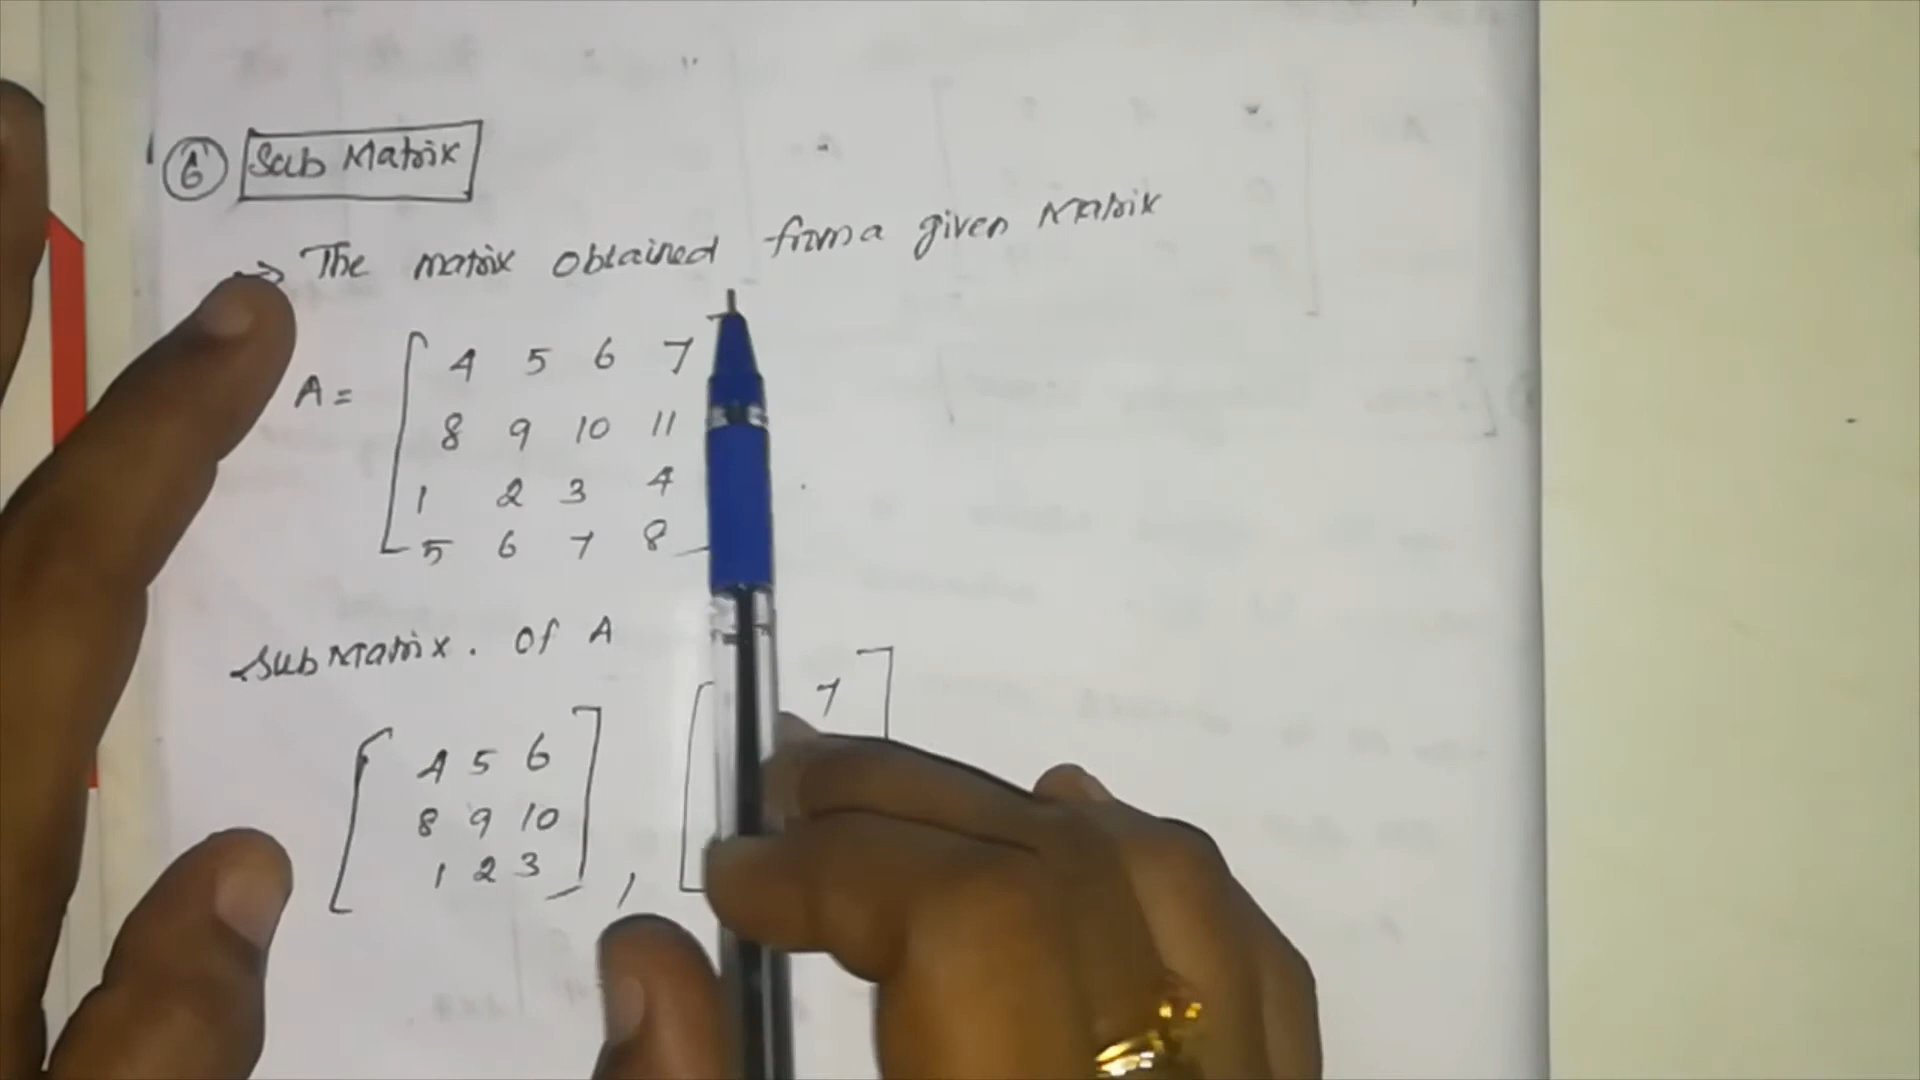 6 Sub Matrix
→ The matrix obtained from a given Matrix
A = 4 5 6 7
8 9 10 11
1 2 3 4
5 6 7 8
Sub Matrix. Of A
4 5 6
8 9 10
1 2 3 ,
7